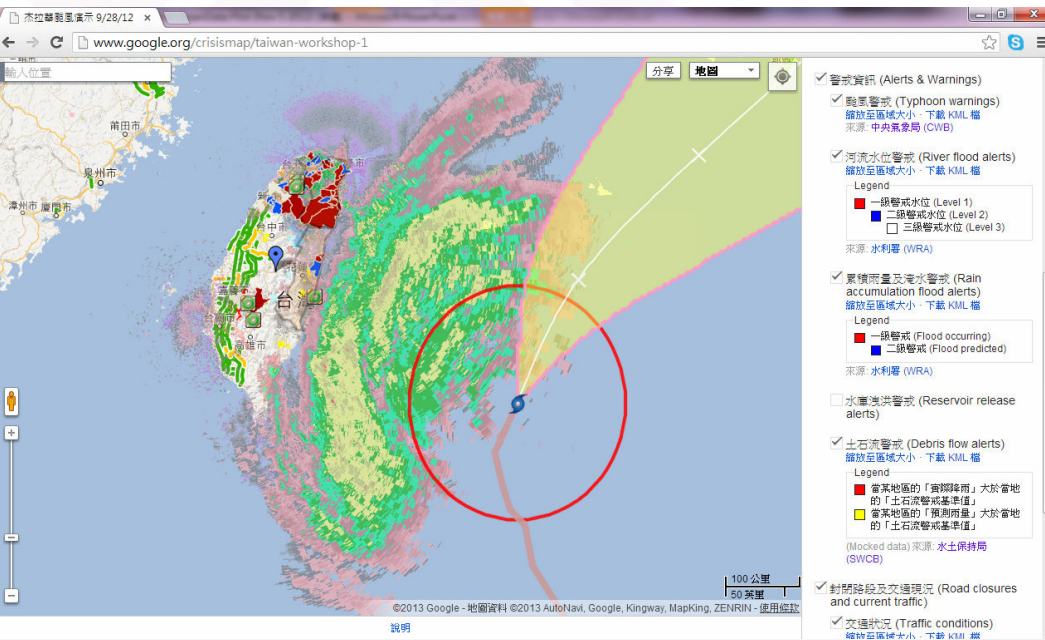 杰拉華颱風演示 9/28/12
www.google.org/crisismap/taiwan-workshop-1
輸入位置
分享
地圖
莆田市
泉州市
漳州市
廈門市
台中市
台
高雄市
100 公里
50 英里
©2013 Google - 地圖資料 ©2013 AutoNavi, Google, Kingway, MapKing, ZENRIN - 使用條款
說明
警戒資訊 (Alerts & Warnings)
颱風警戒 (Typhoon warnings)
縮放至區域大小 · 下載 KML 檔
來源: 中央氣象局 (CWB)
河流水位警戒 (River flood alerts)
縮放至區域大小 · 下載 KML 檔
Legend
一級警戒水位 (Level 1)
二級警戒水位 (Level 2)
三級警戒水位 (Level 3)
來源: 水利署 (WRA)
累積雨量及淹水警戒 (Rain
accumulation flood alerts)
縮放至區域大小 · 下載 KML 檔
Legend
一級警戒 (Flood occurring)
二級警戒 (Flood predicted)
來源: 水利署 (WRA)
水庫洩洪警戒 (Reservoir release
alerts)
土石流警戒 (Debris flow alerts)
縮放至區域大小 · 下載 KML 檔
Legend
當某地區的「實際降雨」大於當地
的「土石流警戒基準值」
當某地區的「預測雨量」大於當地
的「土石流警戒基準值」
(Mocked data) 來源: 水土保持局
(SWCB)
封閉路段及交通現況 (Road closures
and current traffic)
交通狀況 (Traffic conditions)
縮放至區域大小 · 下載 KML 檔